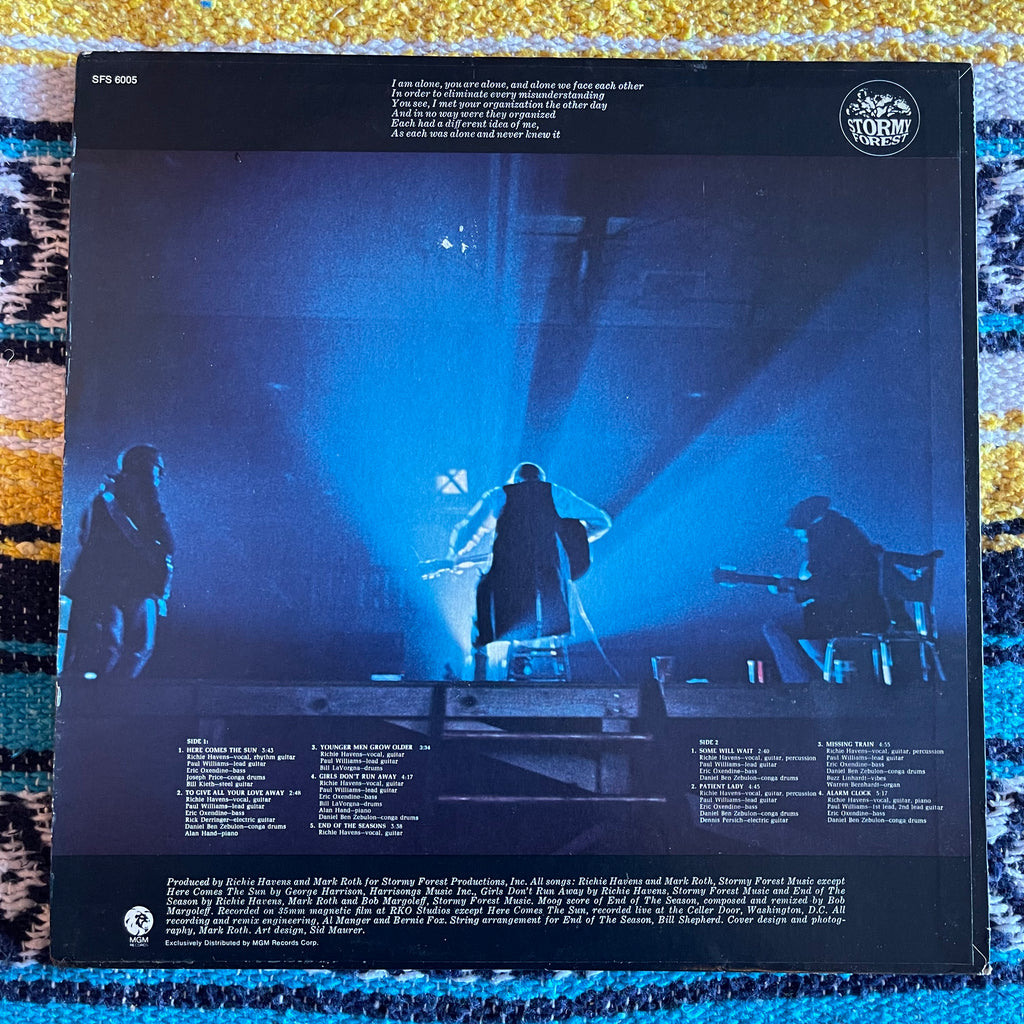 SFS 6005
I am alone, you are alone, and alone we face each other
In order to eliminate every misunderstanding
You see, I met your organization the other day
And in no way were they organized
Each had a different idea of me,
As each was alone and never knew it
STORMY
FOREST
SIDE 1:
1. HERE COMES THE SUN 3:43
Richie Havens—vocal, rhythm guitar
Paul Williams—lead guitar
Eric Oxendine—bass
Joseph Price—conga drums
Bill Kieth—steel guitar
2. TO GIVE ALL YOUR LOVE AWAY 2:48
Richie Havens—vocal, guitar
Paul Williams—lead guitar
Eric Oxendine—bass
Rick Derringer—electric guitar
Daniel Ben Zebulon—conga drums
Alan Hand—piano
3. YOUNGER MEN GROW OLDER 3:34
Richie Havens—vocal, guitar
Paul Williams—lead guitar
Bill LaVorgna—drums
4. GIRLS DON'T RUN AWAY 4:17
Richie Havens—vocal, guitar
Paul Williams—lead guitar
Eric Oxendine—bass
Bill LaVorgna—drums
Alan Hand—piano
Daniel Ben Zebulon—conga drums
5. END OF THE SEASONS 3:38
Richie Havens—vocal, guitar
SIDE 2
1. SOME WILL WAIT 2:40
Richie Havens—vocal, guitar, percussion
Paul Williams—lead guitar
Eric Oxendine—bass
Daniel Ben Zebulon—conga drums
2. PATIENT LADY 4:45
Richie Havens—vocal, guitar, percussion
Paul Williams—lead guitar
Eric Oxendine—bass
Daniel Ben Zebulon—conga drums
Dennis Persich—electric guitar
3. MISSING TRAIN 4:55
Richie Havens—vocal, guitar, percussion
Paul Williams—lead guitar
Eric Oxendine—bass
Daniel Ben Zebulon—conga drums
Buzz Linhardt—vibes
Warren Bernhardt—organ
4. ALARM CLOCK 5:17
Richie Havens—vocal, guitar, piano
Paul Williams—1st lead, 2nd lead guitar
Eric Oxendine—bass
Daniel Ben Zebulon—conga drums
Produced by Richie Havens and Mark Roth for Stormy Forest Productions, Inc. All songs: Richie Havens and Mark Roth, Stormy Forest Music except
Here Comes The Sun by George Harrison, Harrisongs Music Inc., Girls Don't Run Away by Richie Havens, Stormy Forest Music and End of The
Season by Richie Havens, Mark Roth and Bob Margoleff, Stormy Forest Music. Moog score of End of The Season, composed and remixed by Bob
Margoleff. Recorded on 35mm magnetic film at RKO Studios except Here Comes The Sun, recorded live at the Celler Door, Washington, D.C. All
recording and remix engineering, Al Manger and Bernie Fox. String arrangement for End of The Season, Bill Shepherd. Cover design and photog-
raphy, Mark Roth. Art design, Sid Maurer.
MGM
RECORDS
Exclusively Distributed by MGM Records Corp.